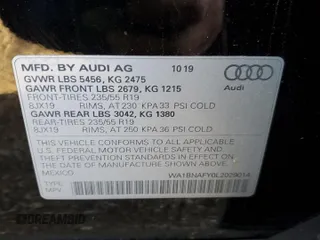 MFD. BY AUDI AG 10 19
GVWR LBS 5456, KG 2475
GAWR FRONT LBS 2679, KG 1215
FRONT-TIRES 235/55 R19
8JX19 RIMS, AT 230 KPA 33 PSI COLD
GAWR REAR LBS 3042, KG 1380
REAR-TIRES 235/55 R19
8JX19 RIMS, AT 250 KPA 36 PSI COLD
Audi
THIS VEHICLE CONFORMS TO ALL APPLICABLE
U.S. FEDERAL MOTOR VEHICLE SAFETY STANDARDS
IN EFFECT ON THE DATE OF MANUFACTURE SHOWN ABOVE
MEXICO
TYPE
MPV